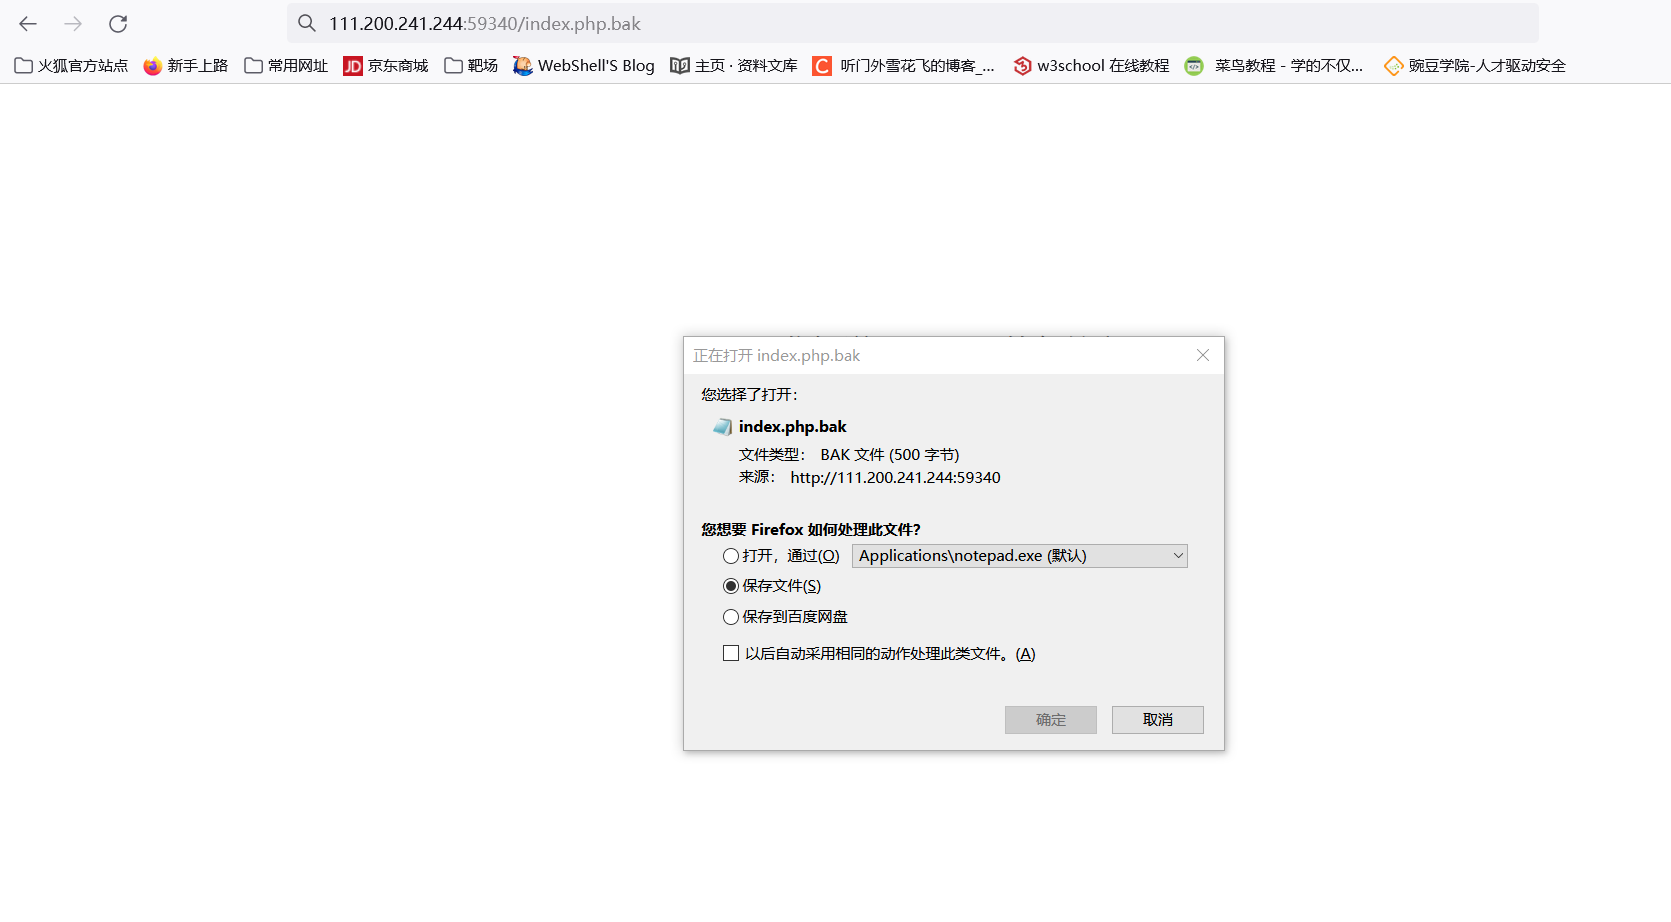 111.200.241.244:59340/index.php.bak
火狐官方站点 新手上路 常用网址 JD 京东商城 靶场 WebShell'S Blog 主页 · 资料文库 C 听门外雪花飞的博客_... w3school 在线教程 菜鸟教程 - 学的不仅... 豌豆学院-人才驱动安全
正在打开 index.php.bak
您选择了打开：
index.php.bak
文件类型： BAK 文件 (500 字节)
来源： http://111.200.241.244:59340
您想要 Firefox 如何处理此文件?
打开，通过(O) Applications\notepad.exe (默认)
保存文件(S)
保存到百度网盘
以后自动采用相同的动作处理此类文件。(A)
确定 取消